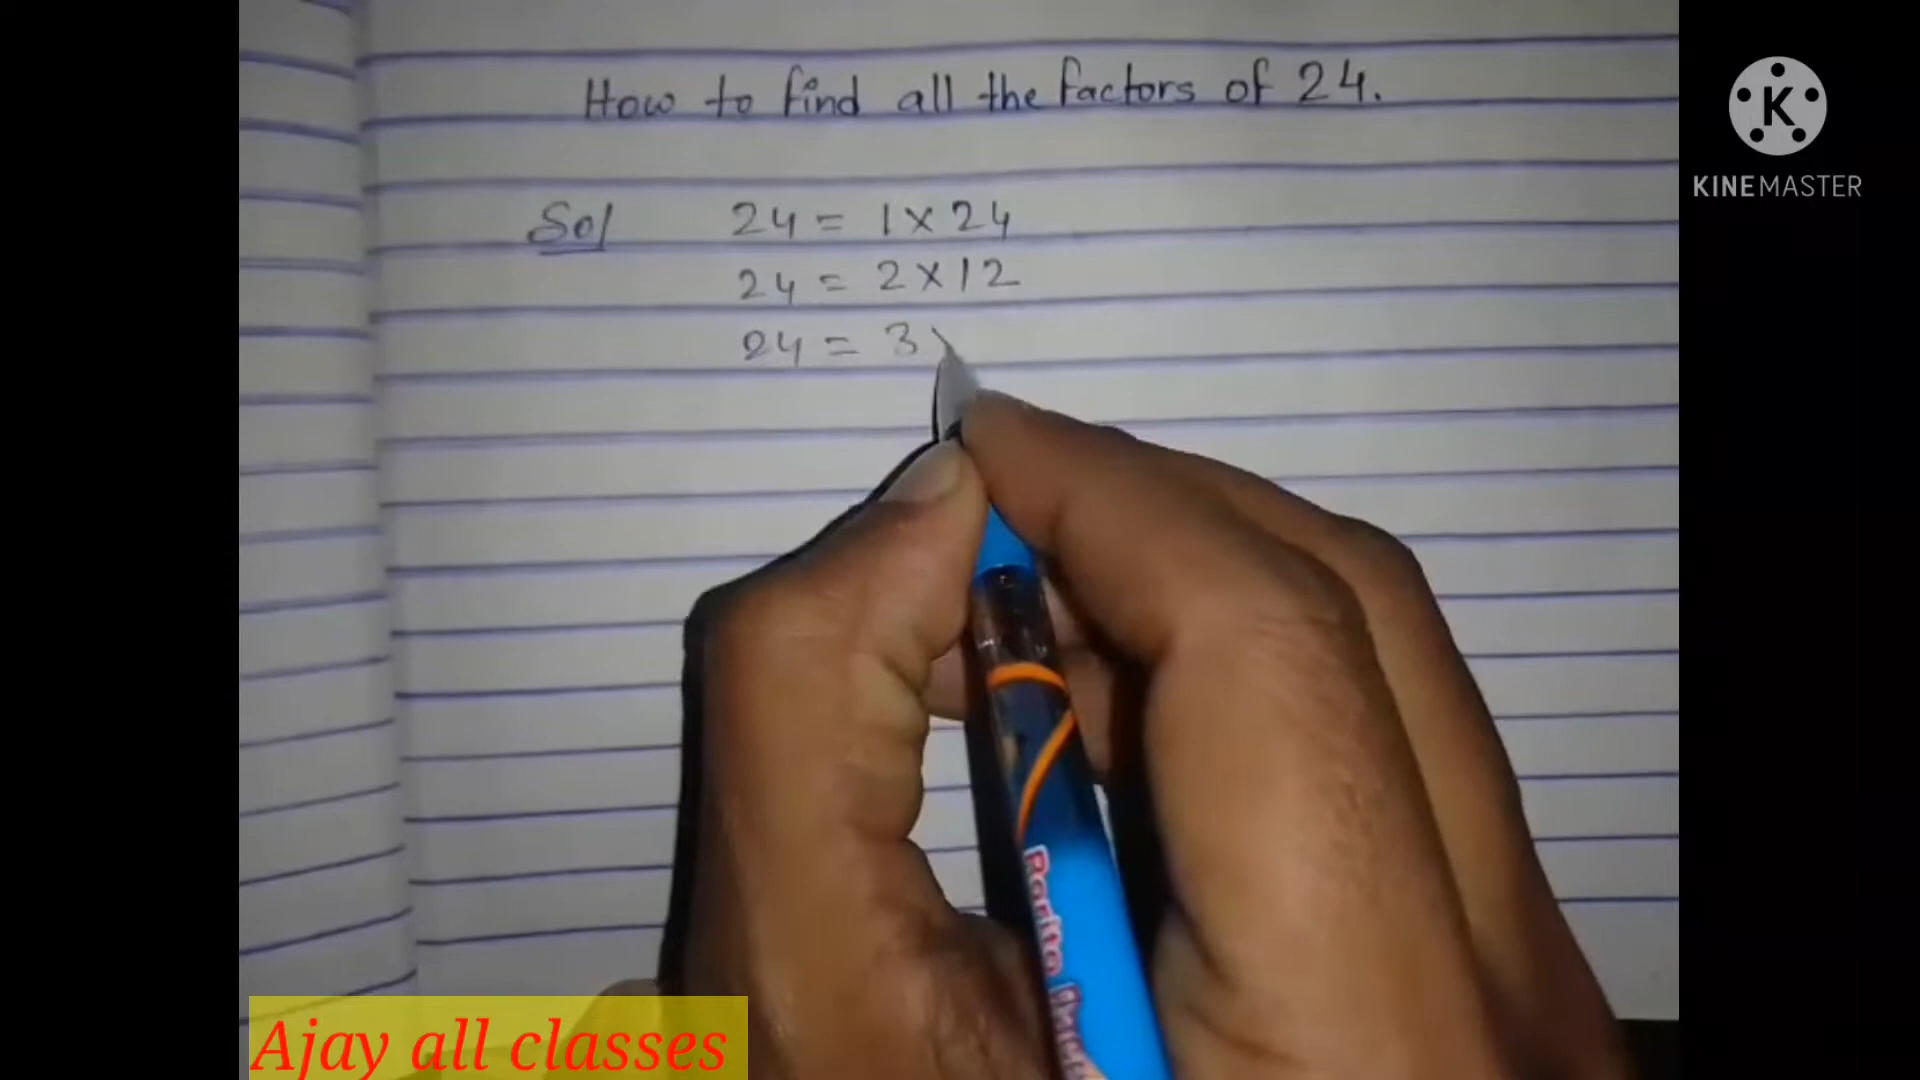 How to find all the factors of 24.
Sol 24 = 1 × 24
24 = 2 × 12
24 = 3
KINEMASTER
Ajay all classes